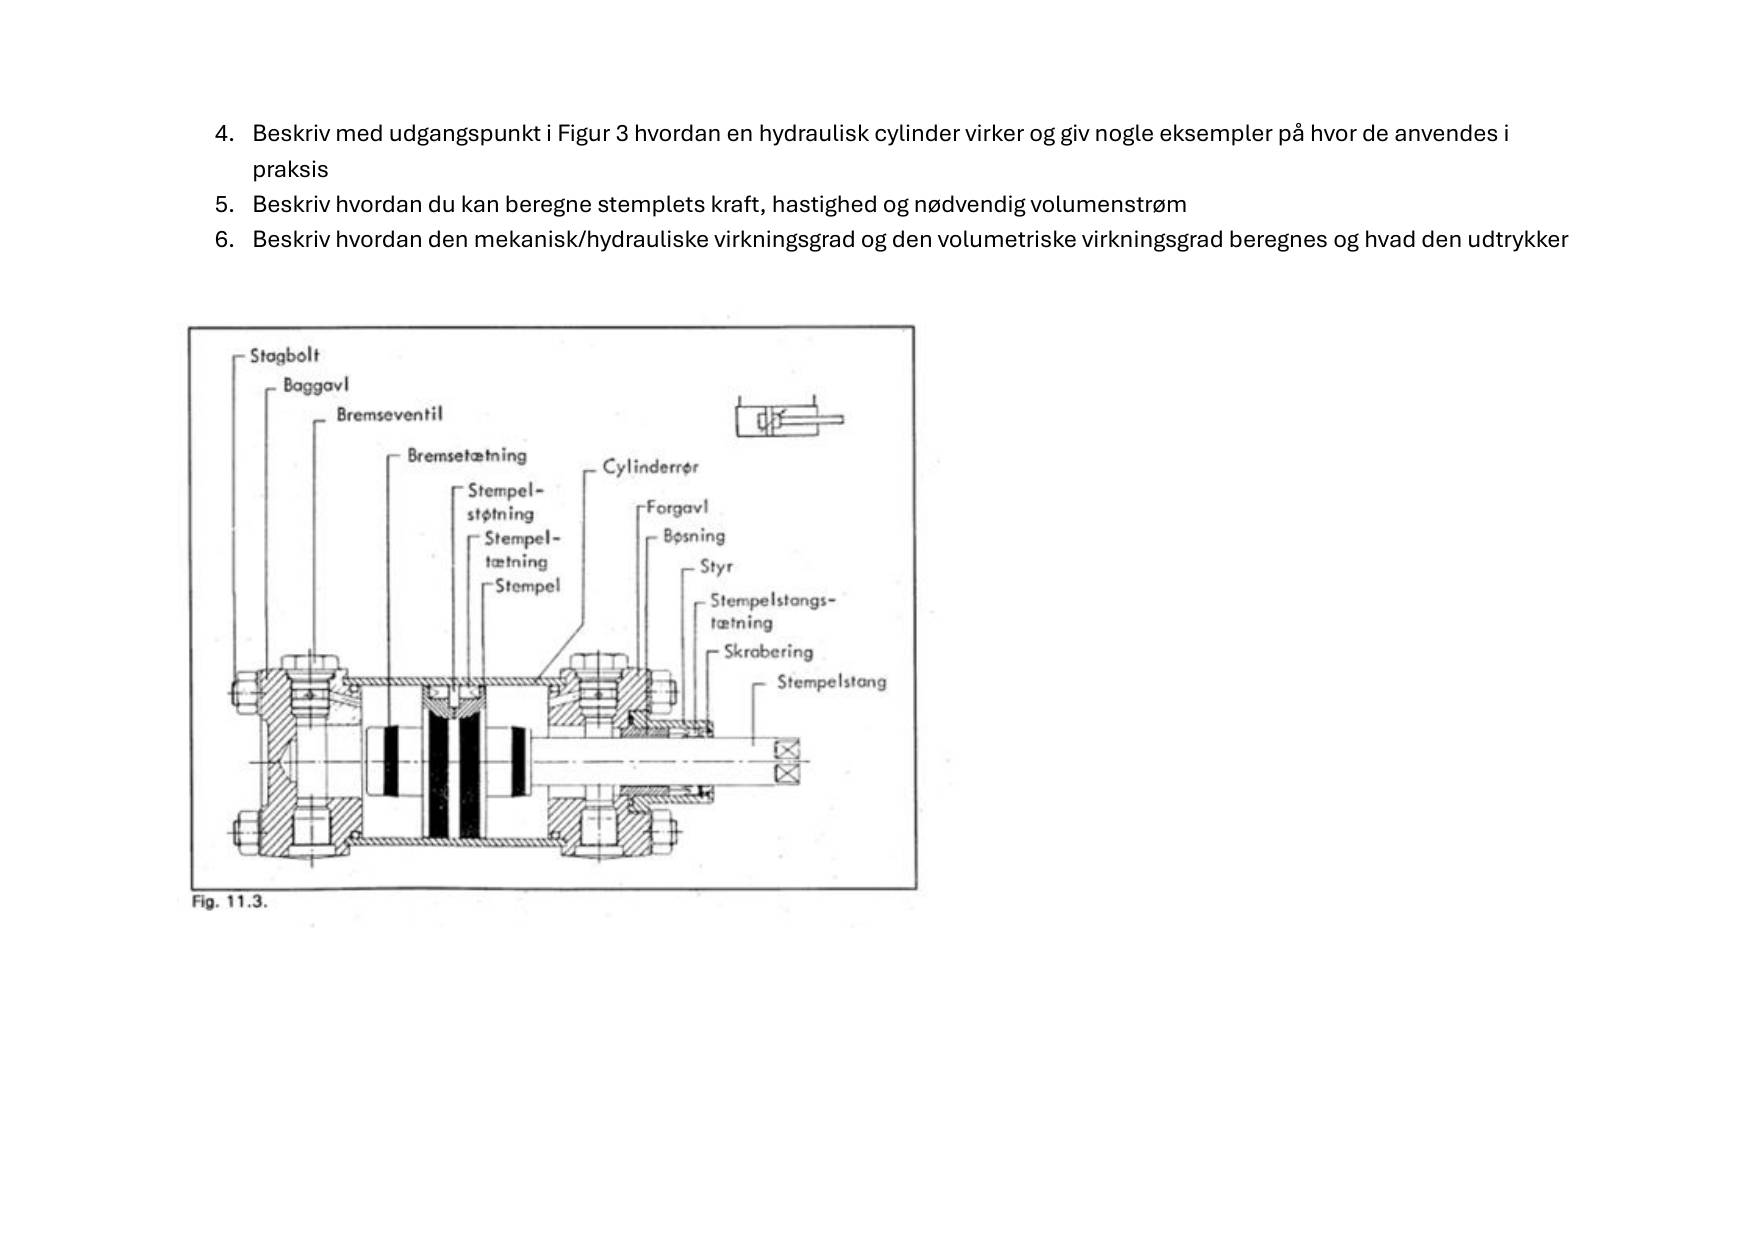 4. Beskriv med udgangspunkt i Figur 3 hvordan en hydraulisk cylinder virker og giv nogle eksempler på hvor de anvendes i
praksis
5. Beskriv hvordan du kan beregne stemplets kraft, hastighed og nødvendig volumenstrøm
6. Beskriv hvordan den mekanisk/hydrauliske virkningsgrad og den volumetriske virkningsgrad beregnes og hvad den udtrykker
Stagbolt
Baggavl
Bremseventil
Bremsetætning
Cylinderrør
Stempel-
støtning
Forgavl
Stempel-
tætning
Bøsning
Styr
Stempel
Stempelstangs-
tætning
Skrabering
Stempelstang
Fig. 11.3.